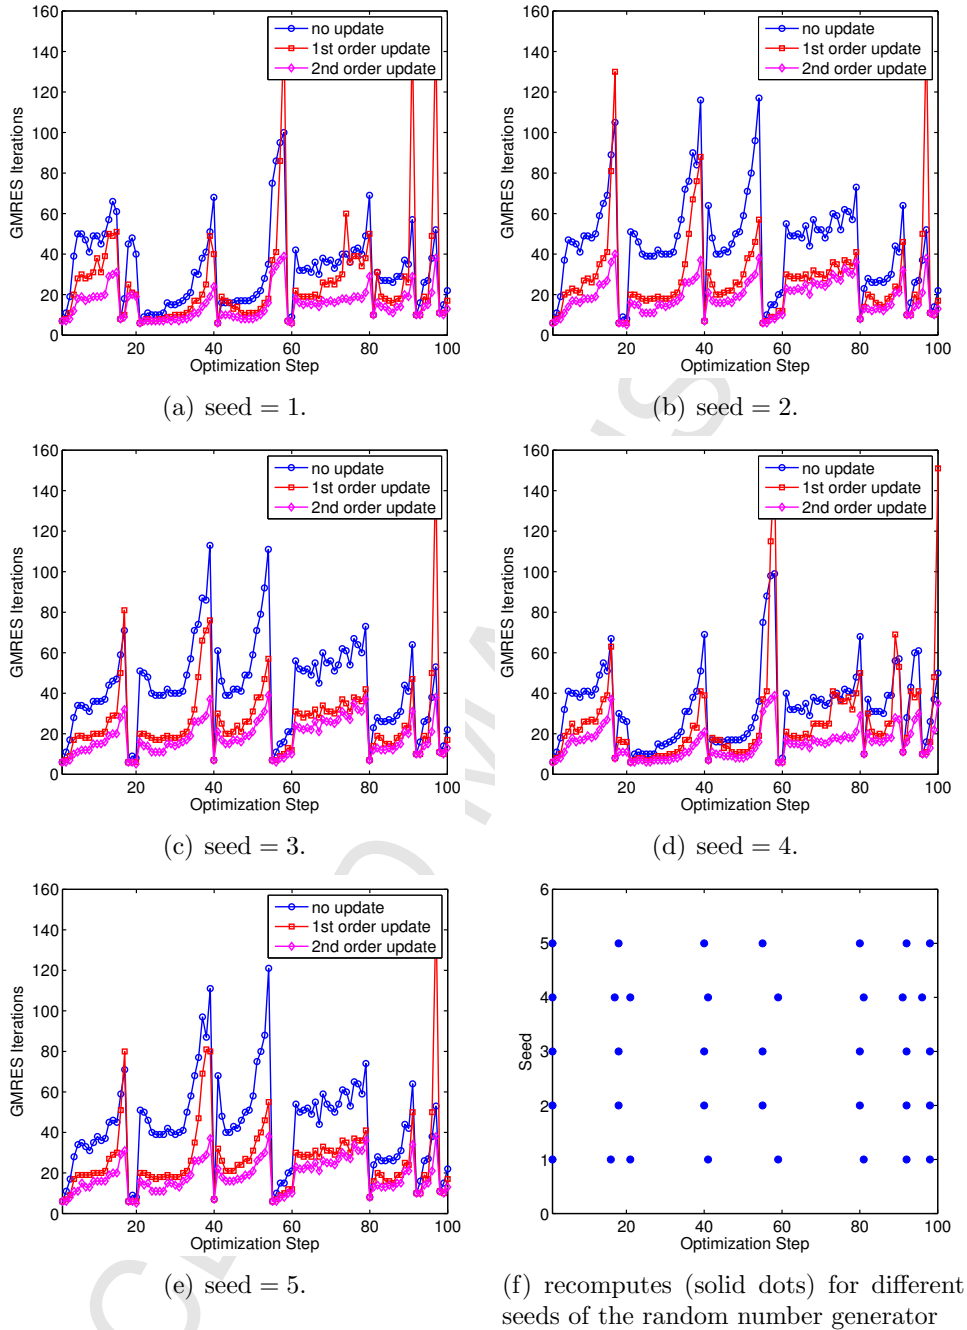 160
140
120
100
80
60
40
20
0
GMRES Iterations
no update
1st order update
2nd order update
20
40
60
80
100
Optimization Step
(a) seed = 1.
160
140
120
100
80
60
40
20
0
GMRES Iterations
no update
1st order update
2nd order update
20
40
60
80
100
Optimization Step
(b) seed = 2.
160
140
120
100
80
60
40
20
0
GMRES Iterations
no update
1st order update
2nd order update
20
40
60
80
100
Optimization Step
(c) seed = 3.
160
140
120
100
80
60
40
20
0
GMRES Iterations
no update
1st order update
2nd order update
20
40
60
80
100
Optimization Step
(d) seed = 4.
160
140
120
100
80
60
40
20
0
GMRES Iterations
no update
1st order update
2nd order update
20
40
60
80
100
Optimization Step
(e) seed = 5.
6
5
4
3
2
1
0
Seed
20
40
60
80
100
Optimization Step
(f) recomputes (solid dots) for different
seeds of the random number generator